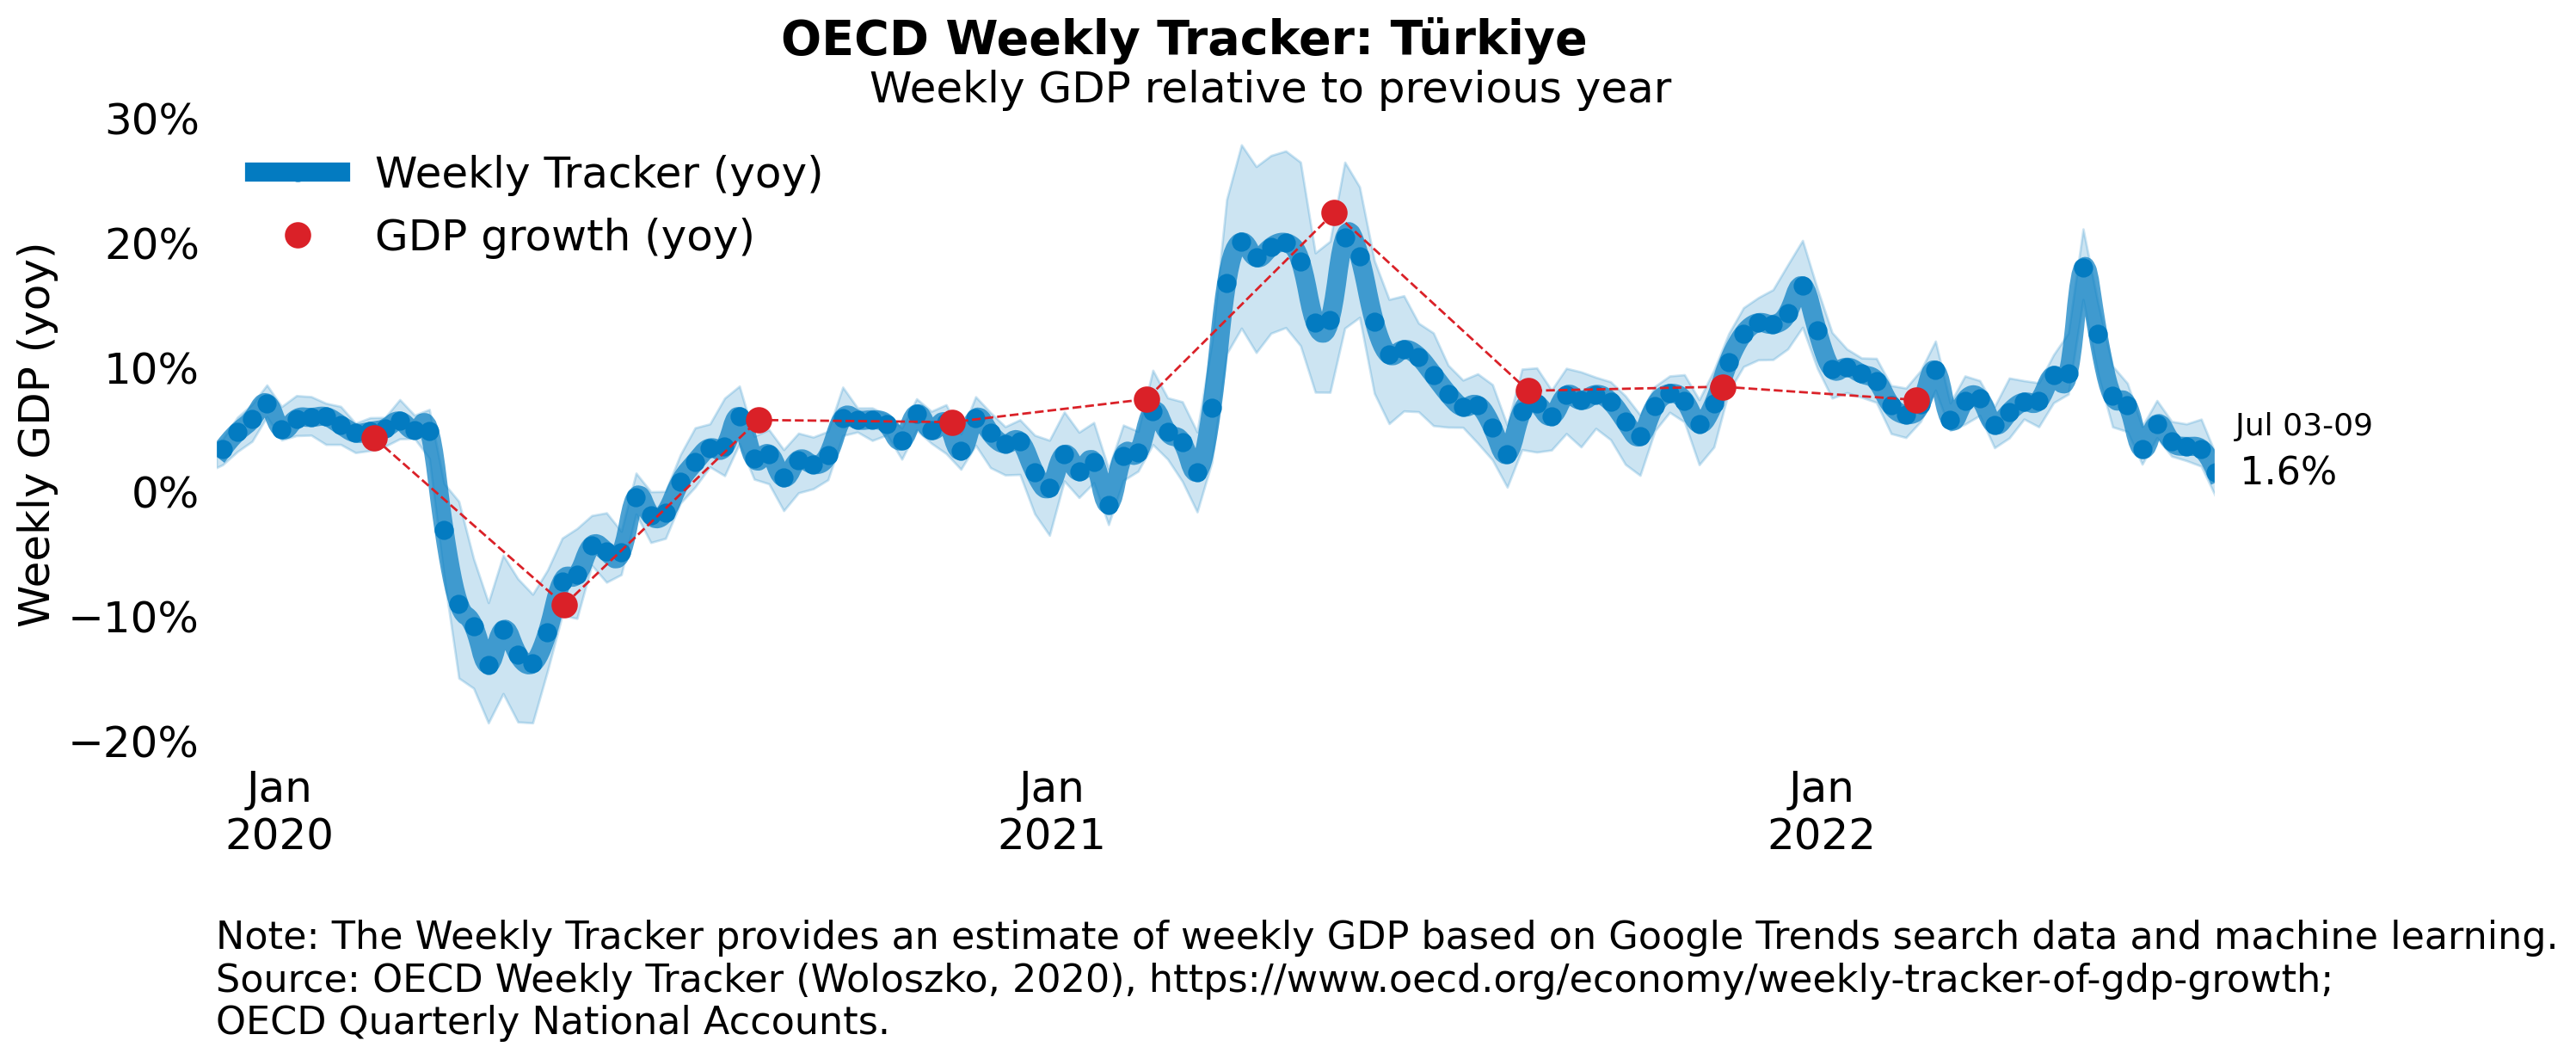 OECD Weekly Tracker: Türkiye
Weekly GDP relative to previous year
Weekly GDP (yoy)
30%
20%
10%
0%
−10%
−20%
Weekly Tracker (yoy)
GDP growth (yoy)
Jul 03-09
1.6%
Jan
2020
Jan
2021
Jan
2022
Note: The Weekly Tracker provides an estimate of weekly GDP based on Google Trends search data and machine learning.
Source: OECD Weekly Tracker (Woloszko, 2020), https://www.oecd.org/economy/weekly-tracker-of-gdp-growth;
OECD Quarterly National Accounts.